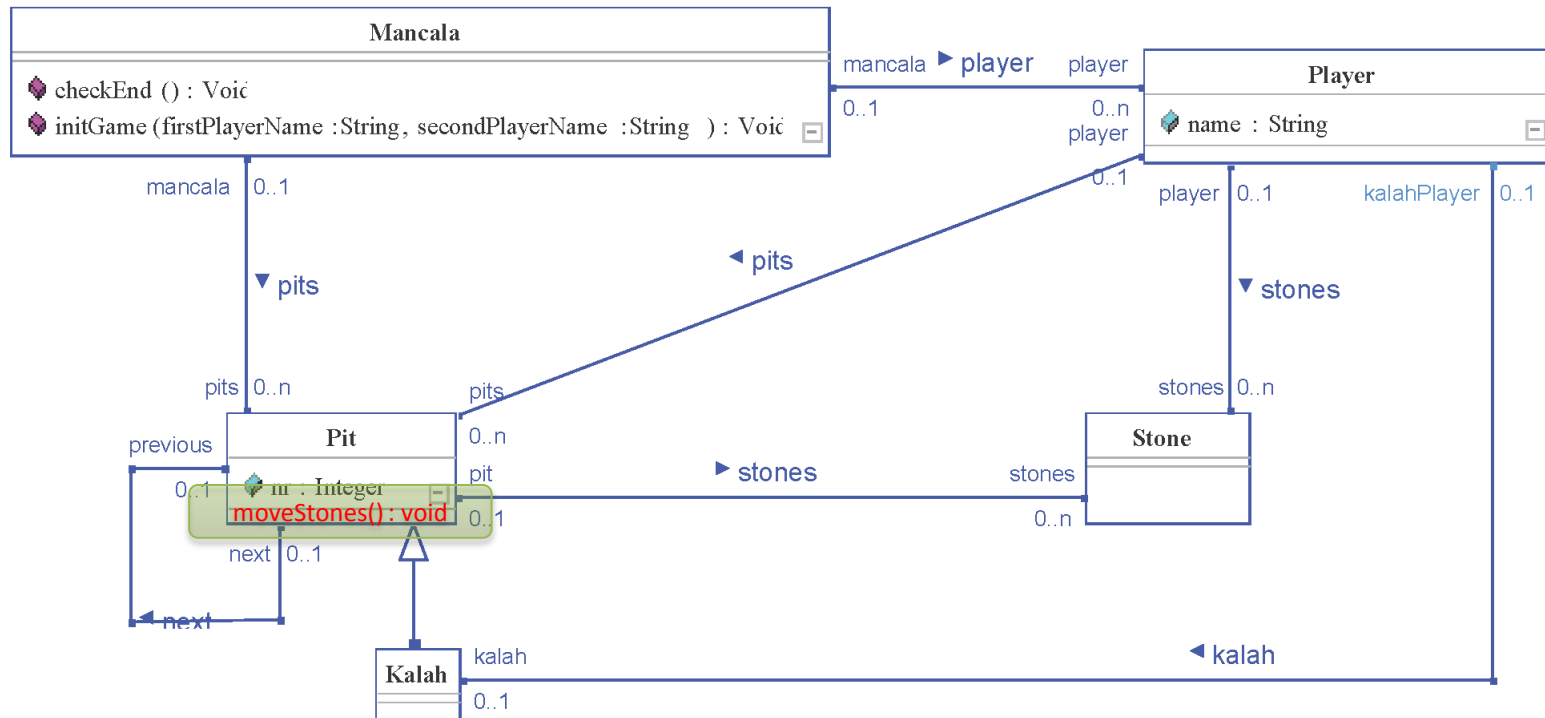 Mancala
checkEnd () : Void
initGame (firstPlayerName :String, secondPlayerName :String ) : Void
mancala ► player player
0..1 0..n
Player
name : String
player
0..1
mancala 0..1
player 0..1
kalahPlayer 0..1
◄ pits
▼ pits
▼ stones
pits 0..n
pits
0..n
stones 0..n
previous
0..1
Pit
nr : Integer
moveStones() : void
pit
0..1
► stones
stones
0..n
Stone
next 0..1
◄ next
Kalah
kalah
0..1
◄ kalah